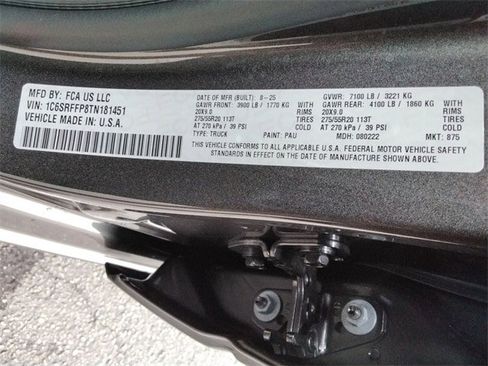 MFD BY: FCA US LLC
VIN: 1C6SRFFP8TN181451
VEHICLE MADE IN: U.S.A.
DATE OF MFR (BUILT): 8-25
GVWR: 7100 LB / 3221 KG
GAWR FRONT: 3900 LB / 1770 KG WITH
GAWR REAR: 4100 LB / 1860 KG WITH
20X9.0 RIMS
20X9.0 RIMS
275/55R20 113T TIRES
275/55R20 113T TIRES
AT 270 kPa / 39 PSI COLD
AT 270 kPa / 39 PSI COLD
TYPE: TRUCK PAINT: PAU MDH: 080222 MKT: 875
THIS VEHICLE CONFORMS TO ALL APPLICABLE U.S.A. FEDERAL MOTOR VEHICLE SAFETY
STANDARDS IN EFFECT ON THE DATE OF MANUFACTURE SHOWN ABOVE.